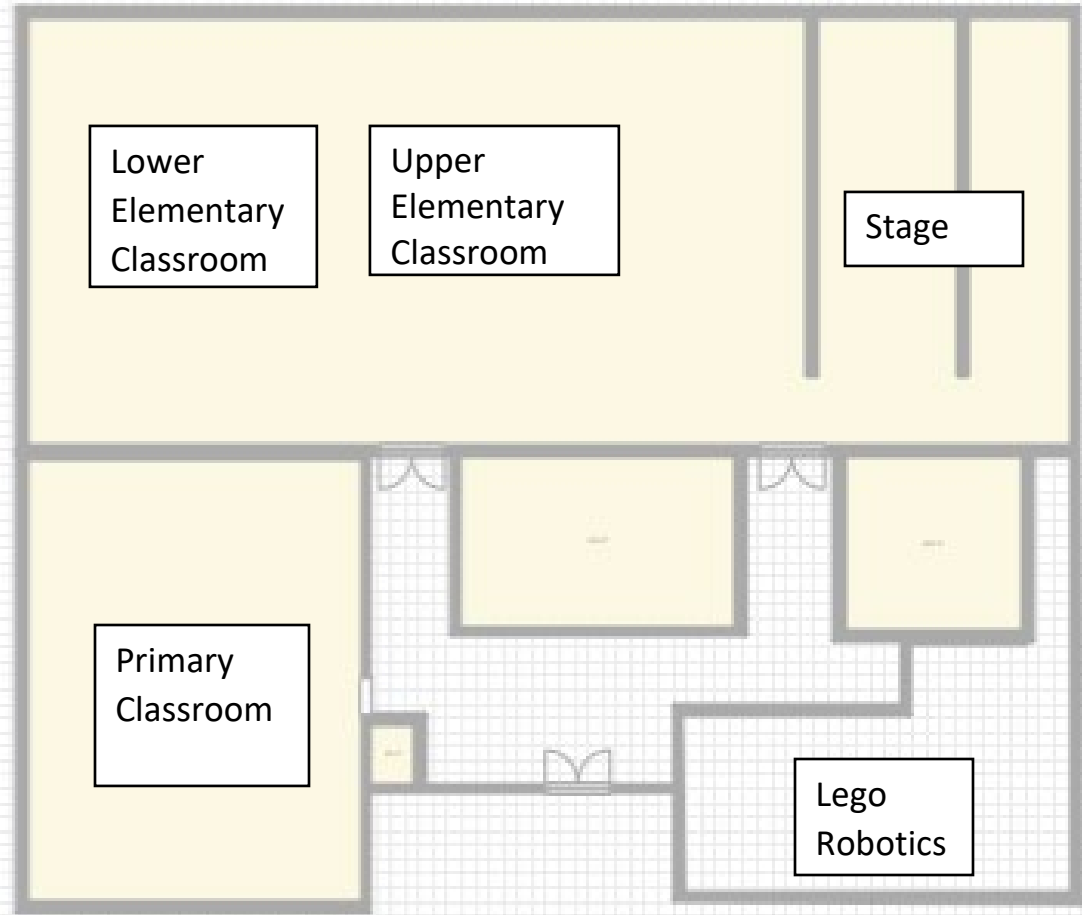 Lower
Elementary
Classroom
Upper
Elementary
Classroom
Stage
Primary
Classroom
Lego
Robotics